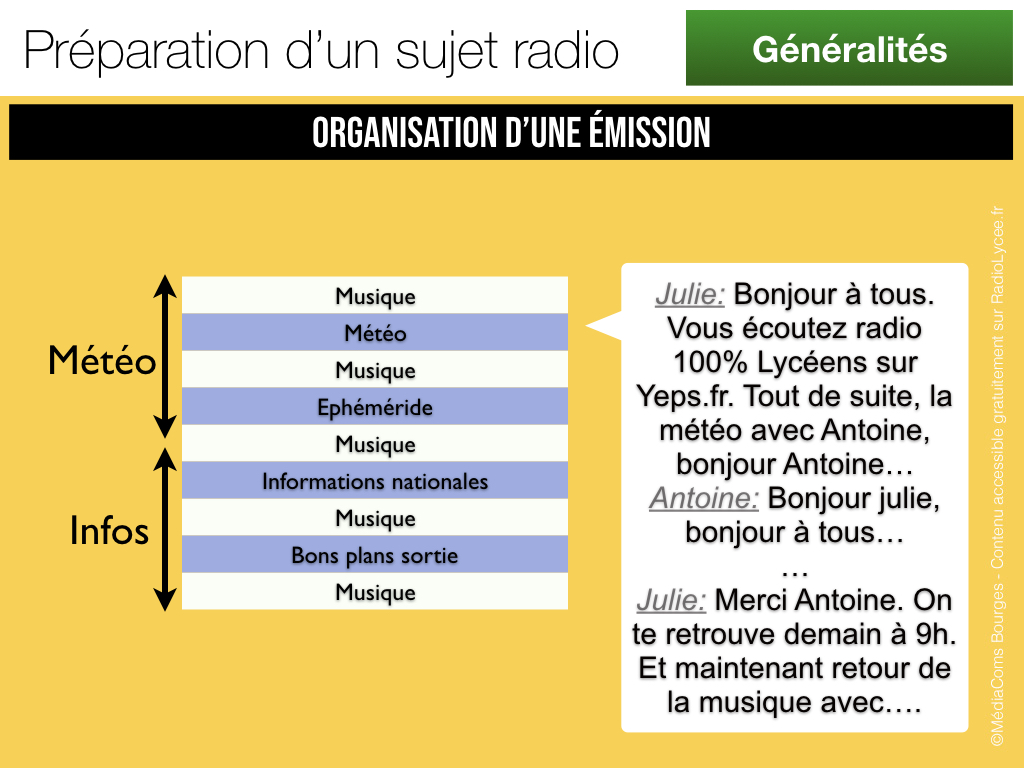 Préparation d’un sujet radio
Généralités
ORGANISATION D’UNE ÉMISSION
Météo
Infos
Musique
Météo
Musique
Ephéméride
Musique
Informations nationales
Musique
Bons plans sortie
Musique
Julie: Bonjour à tous.
Vous écoutez radio
100% Lycéens sur
Yeps.fr. Tout de suite, la
météo avec Antoine,
bonjour Antoine…
Antoine: Bonjour julie,
bonjour à tous…
…
Julie: Merci Antoine. On
te retrouve demain à 9h.
Et maintenant retour de
la musique avec….
©MédiaComs Bourges - Contenu accessible gratuitement sur RadioLycee.fr